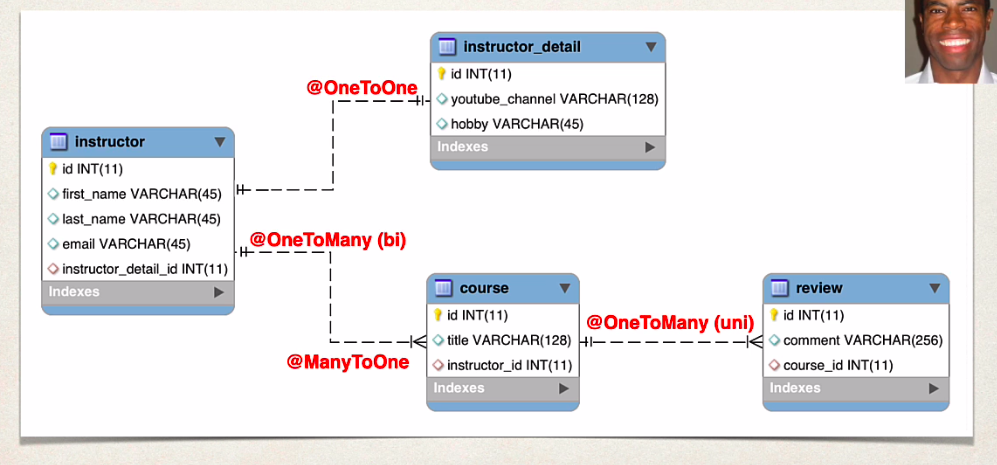 instructor_detail
id INT(11)
youtube_channel VARCHAR(128)
hobby VARCHAR(45)
Indexes
@OneToOne
instructor
id INT(11)
first_name VARCHAR(45)
last_name VARCHAR(45)
email VARCHAR(45)
instructor_detail_id INT(11)
Indexes
@OneToMany (bi)
@ManyToOne
course
id INT(11)
title VARCHAR(128)
instructor_id INT(11)
Indexes
@OneToMany (uni)
review
id INT(11)
comment VARCHAR(256)
course_id INT(11)
Indexes